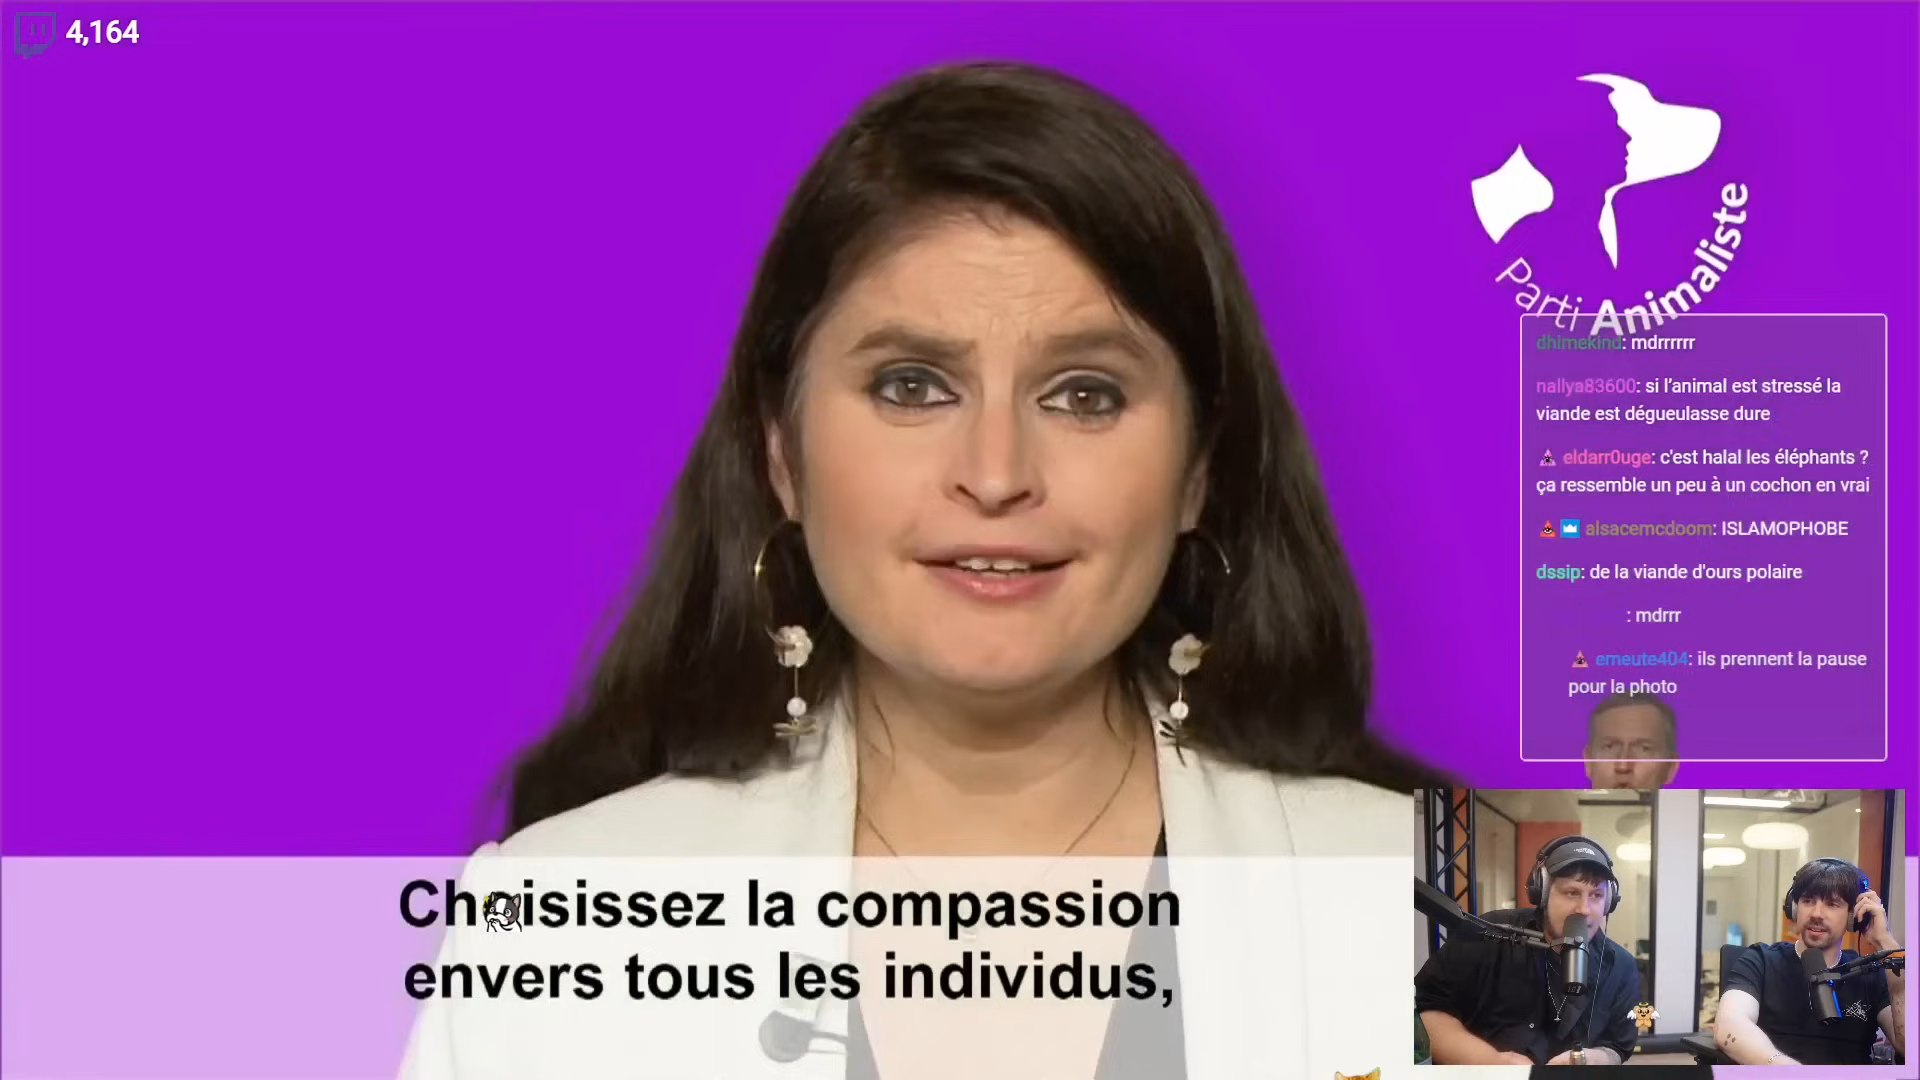 4,164
Parti Animaliste
dhimekind: mdrrrrrr
nallya83600: si l'animal est stressé la
viande est dégueulasse dure
eldarr0uge: c'est halal les éléphants ?
ça ressemble un peu à un cochon en vrai
alsacemcdoom: ISLAMOPHOBE
dssip: de la viande d'ours polaire
: mdrrr
emeute404: ils prennent la pause
pour la photo
Choisissez la compassion
envers tous les individus,